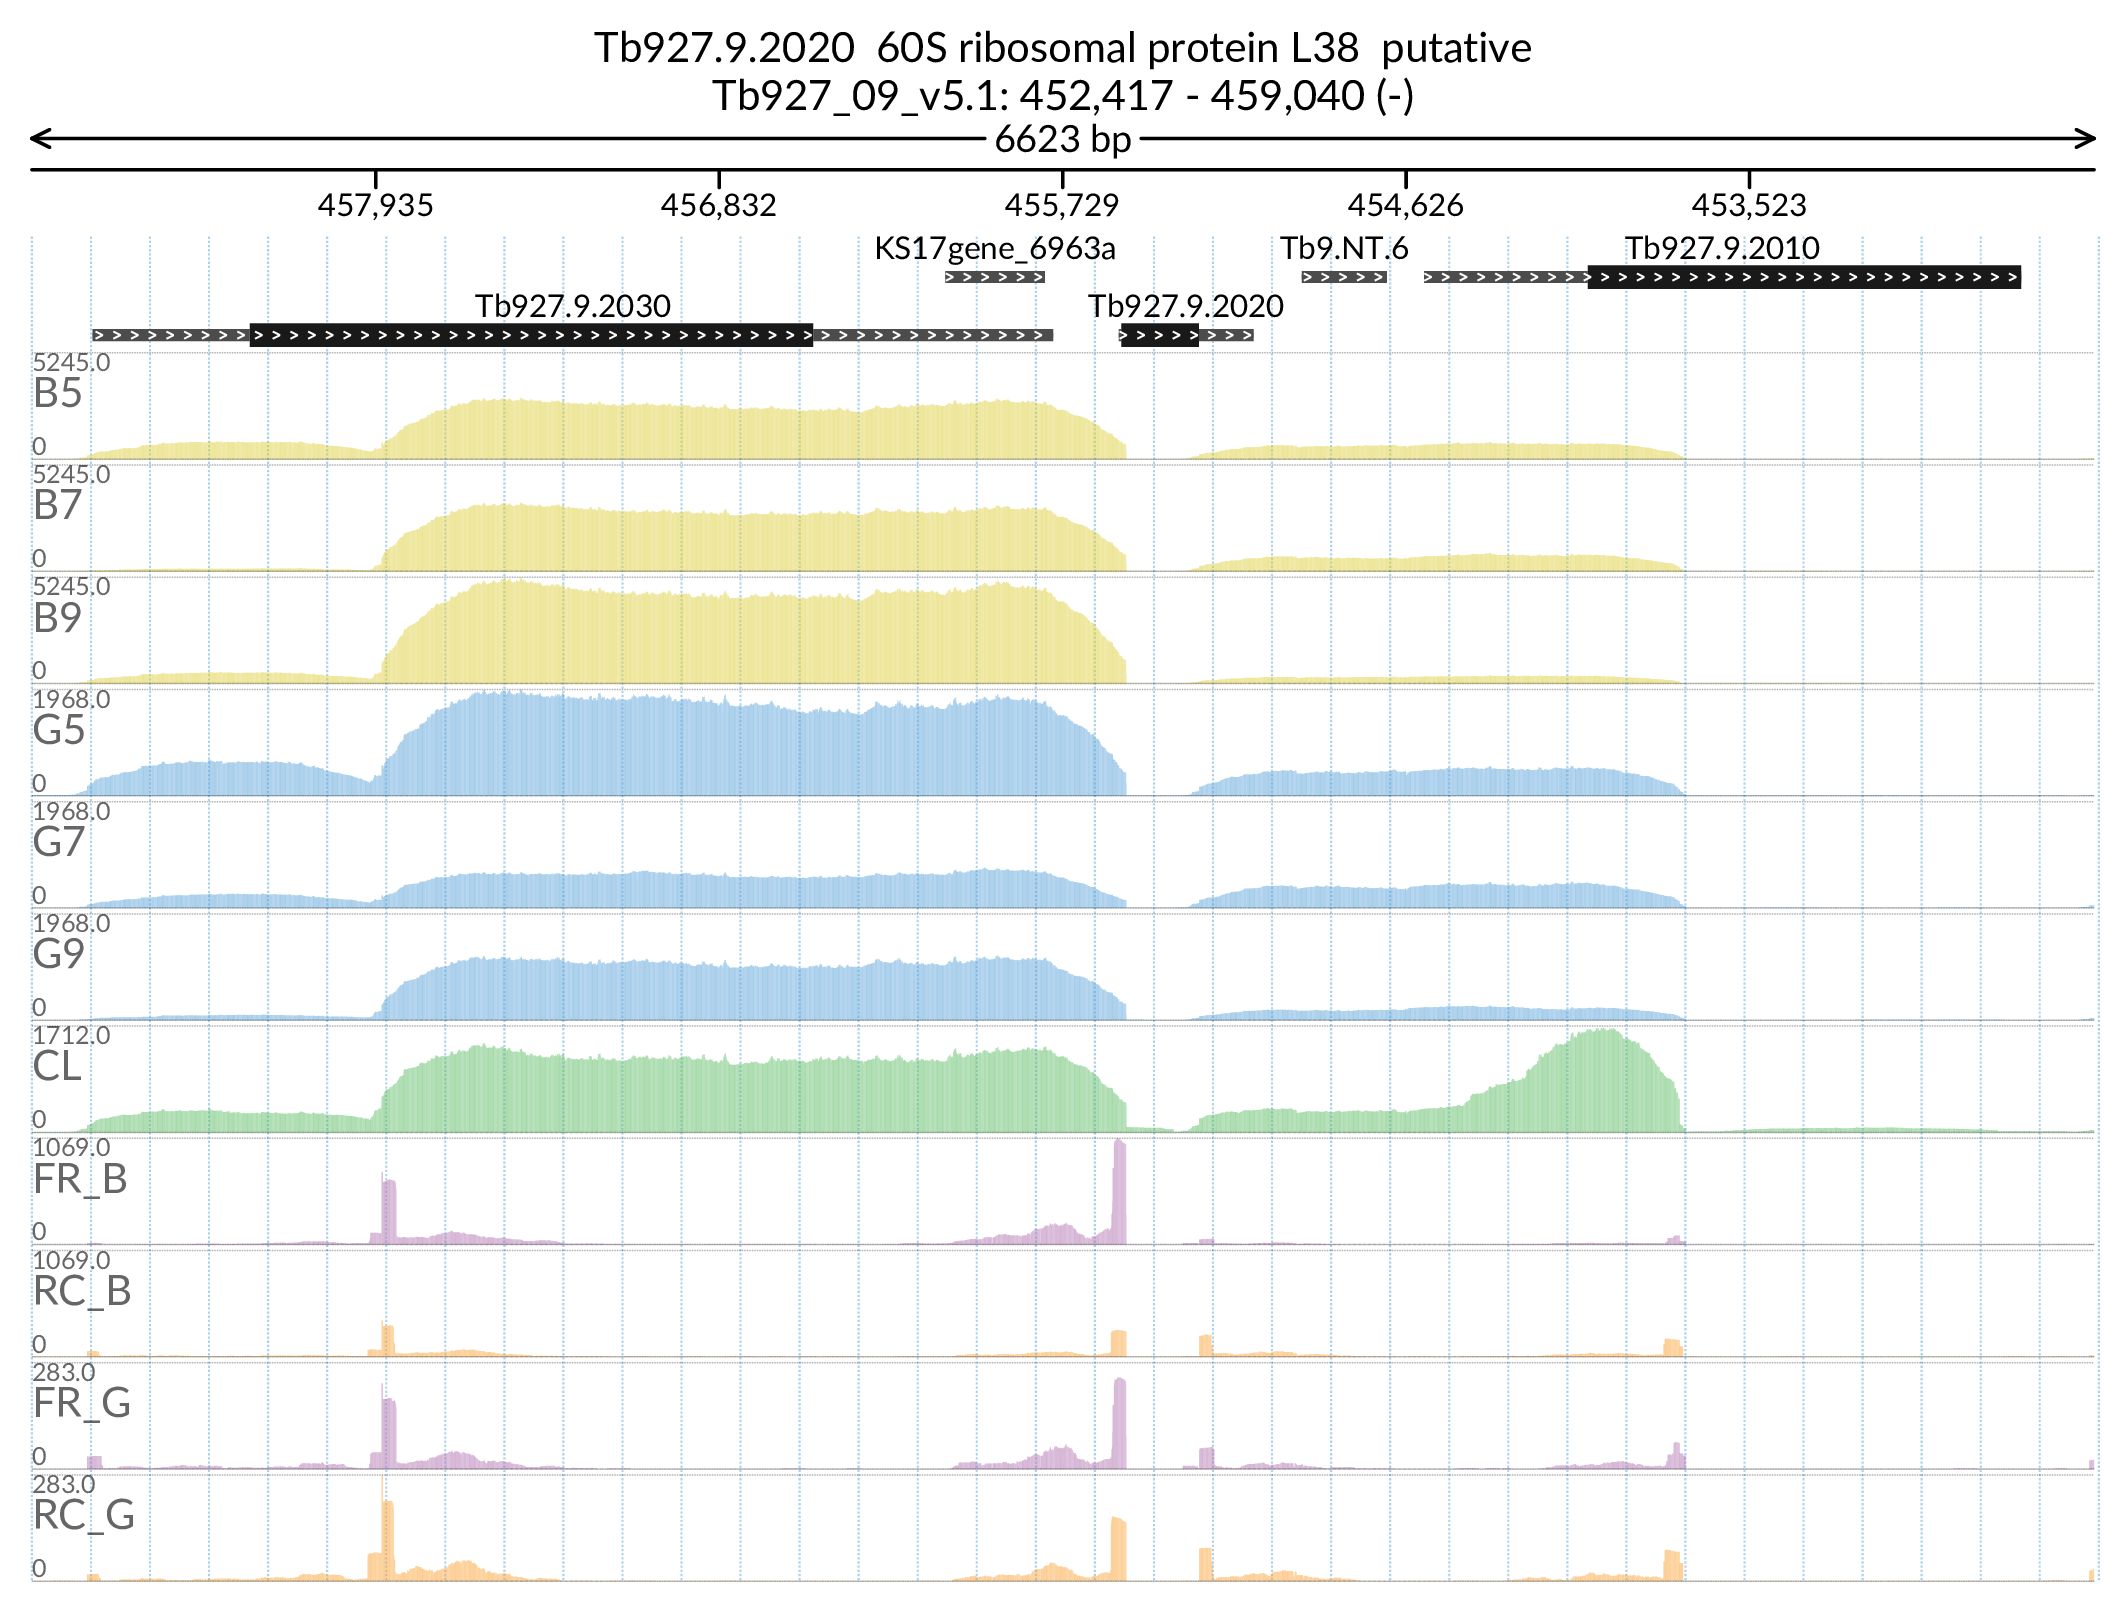 Tb927.9.2020  60S ribosomal protein L38  putative
Tb927_09_v5.1: 452,417 - 459,040 (-)
6623 bp
457,935 456,832 455,729 454,626 453,523
KS17gene_6963a Tb9.NT.6 Tb927.9.2010
Tb927.9.2030 Tb927.9.2020
5245.0
B5
0
5245.0
B7
0
5245.0
B9
0
1968.0
G5
0
1968.0
G7
0
1968.0
G9
0
1712.0
CL
0
1069.0
FR_B
0
1069.0
RC_B
0
283.0
FR_G
0
283.0
RC_G
0